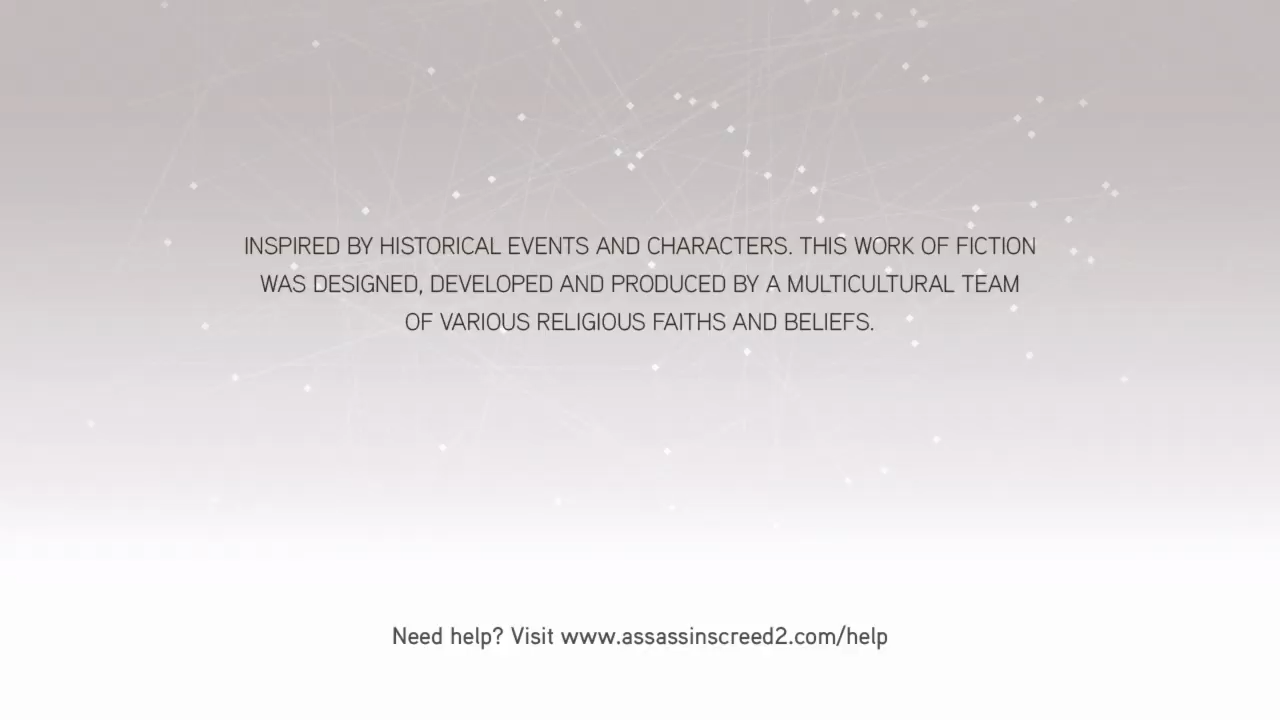 INSPIRED BY HISTORICAL EVENTS AND CHARACTERS. THIS WORK OF FICTION
WAS DESIGNED, DEVELOPED AND PRODUCED BY A MULTICULTURAL TEAM
OF VARIOUS RELIGIOUS FAITHS AND BELIEFS.
Need help? Visit www.assassinscreed2.com/help